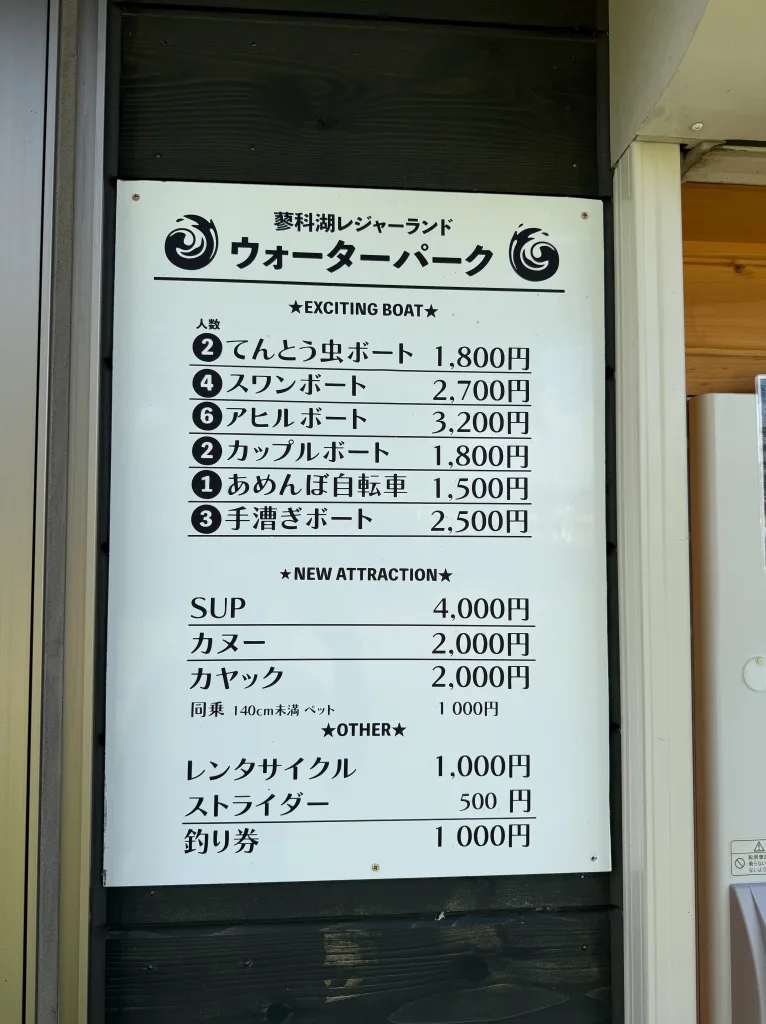 蓼科湖レジャーランド
ウォーターパーク
★EXCITING BOAT★
人数
2 てんとう虫ボート 1,800円
4 スワンボート 2,700円
6 アヒルボート 3,200円
2 カップルボート 1,800円
1 あめんぼ自転車 1,500円
3 手漕ぎボート 2,500円
★NEW ATTRACTION★
SUP 4,000円
カヌー 2,000円
カヤック 2,000円
同乗 140cm未満 ペット 1 000円
★OTHER★
レンタサイクル 1,000円
ストライダー 500 円
釣り券 1 000円